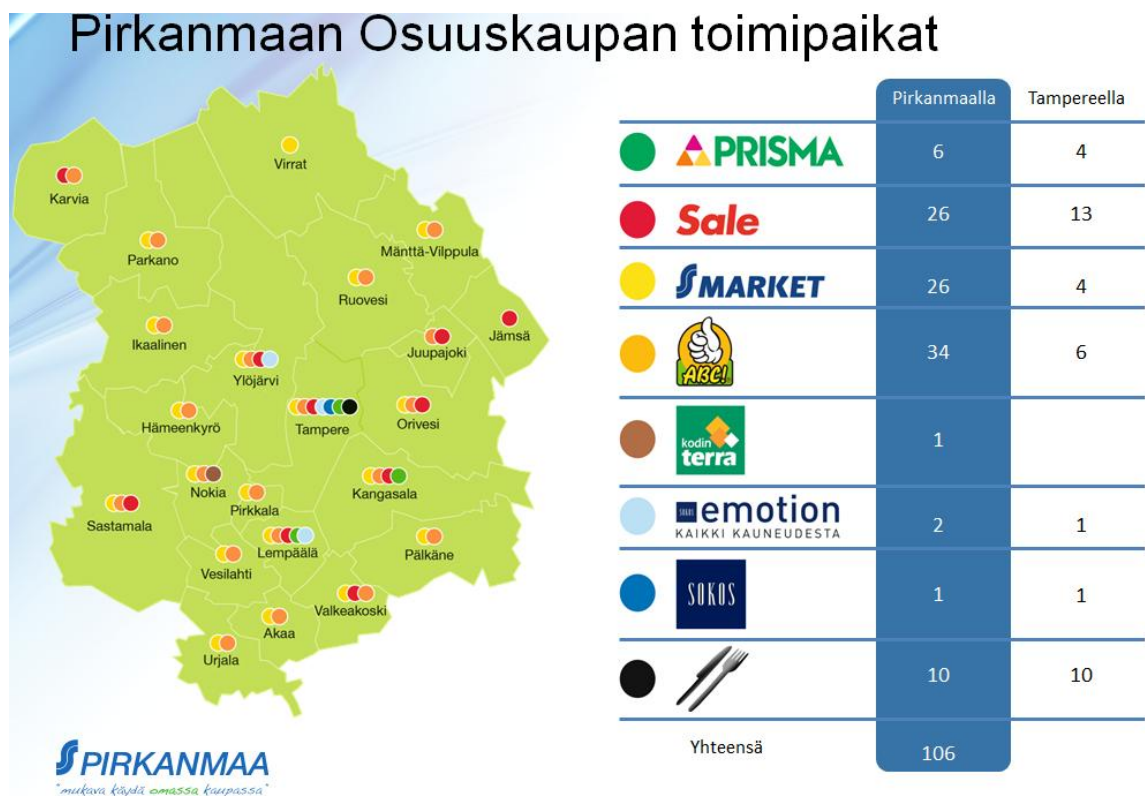 Pirkanmaan Osuuskaupan toimipaikat
Pirkanmaalla Tampereella
PRISMA 6 4
Sale 26 13
S MARKET 26 4
ABC! 34 6
kodin terra 1
SOKOS emotion 2 1
KAIKKI KAUNEUDESTA
SOKOS 1 1
10 10
Yhteensä 106
Virrat
Karvia
Parkano
Mänttä-Vilppula
Ruovesi
Jämsä
Ikaalinen
Juupajoki
Ylöjärvi
Hämeenkyrö
Tampere
Orivesi
Nokia
Kangasala
Pirkkala
Sastamala
Lempäälä
Pälkäne
Vesilahti
Valkeakoski
Akaa
Urjala
S PIRKANMAA
"mukava käydä omassa kaupassa"